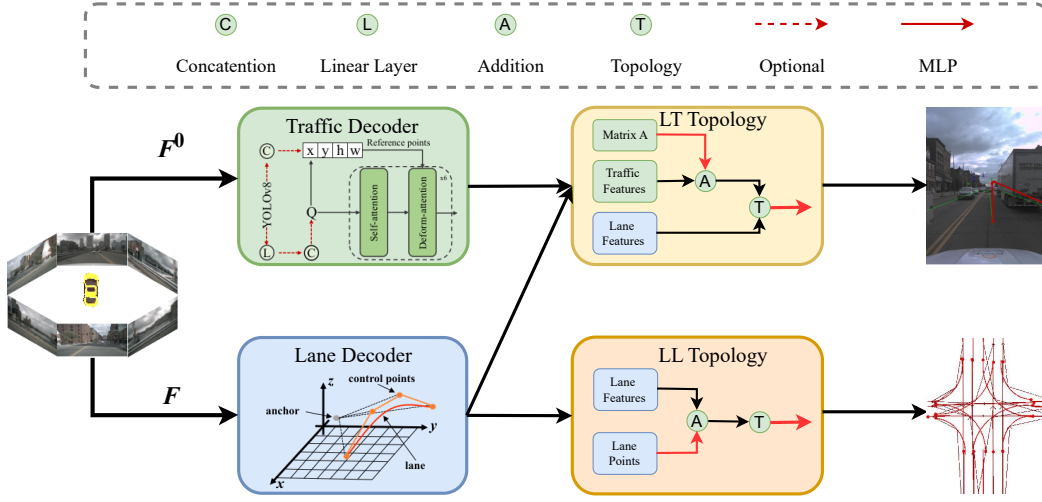 C L A T
Concatention Linear Layer Addition Topology Optional MLP
F⁰
Traffic Decoder
Reference points
C x y h w
YOLOv8
Self-attention
Deform-attention
x6
Q
L C
LT Topology
Matrix A
Traffic
Features
A
T
Lane
Features
F
Lane Decoder
z
control points
anchor
y
lane
x
LL Topology
Lane
Features
A T
Lane
Points